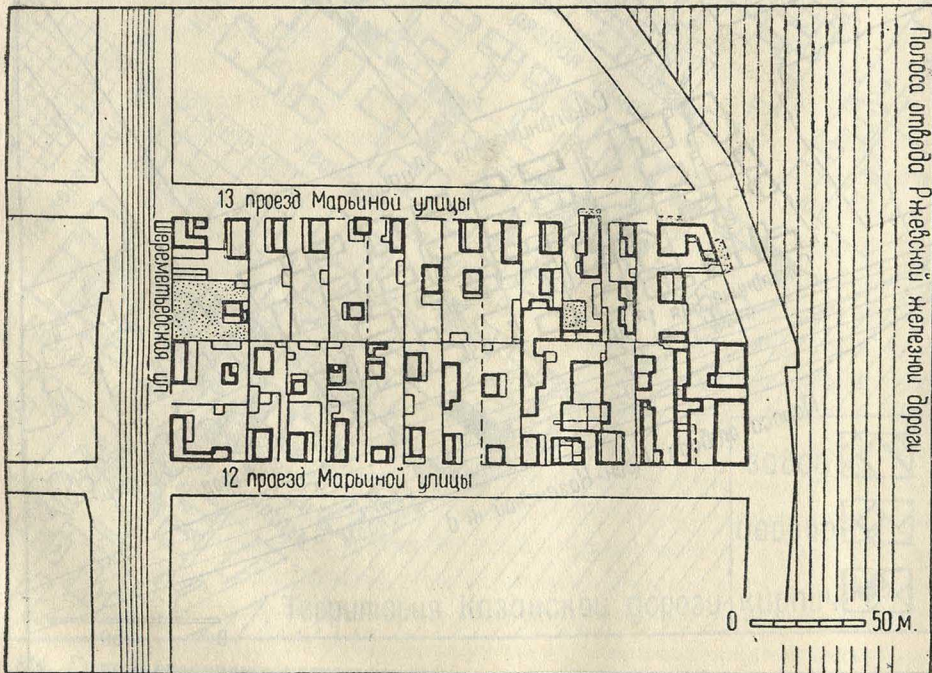 13 проезд Марьиной улицы
Шереметьевская ул.
12 проезд Марьиной улицы
Полоса отвода Ржевской железной дороги
0 50 м.